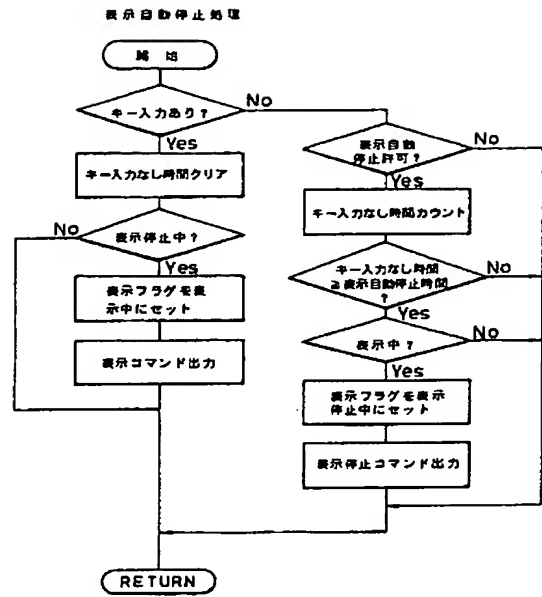 表示自動停止処理
開始
キー入力あり?
No
Yes
キー入力なし時間クリア
No
表示停止中?
Yes
表示フラグを表
示中にセット
表示コマンド出力
表示自動
停止許可?
No
Yes
キー入力なし時間カウント
キー入力なし時間
≧表示自動停止時間
?
No
Yes
表示中?
No
Yes
表示フラグを表示
停止中にセット
表示停止コマンド出力
RETURN